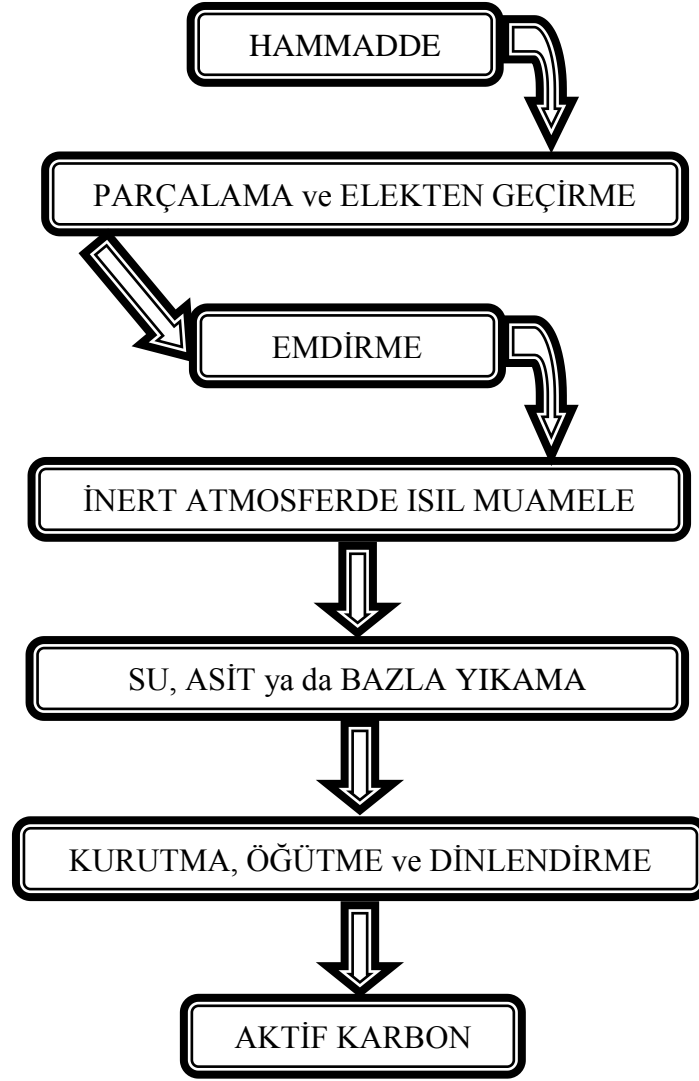 HAMMADDE
PARÇALAMA ve ELEKTEN GEÇİRME
EMDİRME
İNERT ATMOSFERDE ISIL MUAMELE
SU, ASİT ya da BAZLA YIKAMA
KURUTMA, ÖĞÜTME ve DİNLENDİRME
AKTİF KARBON